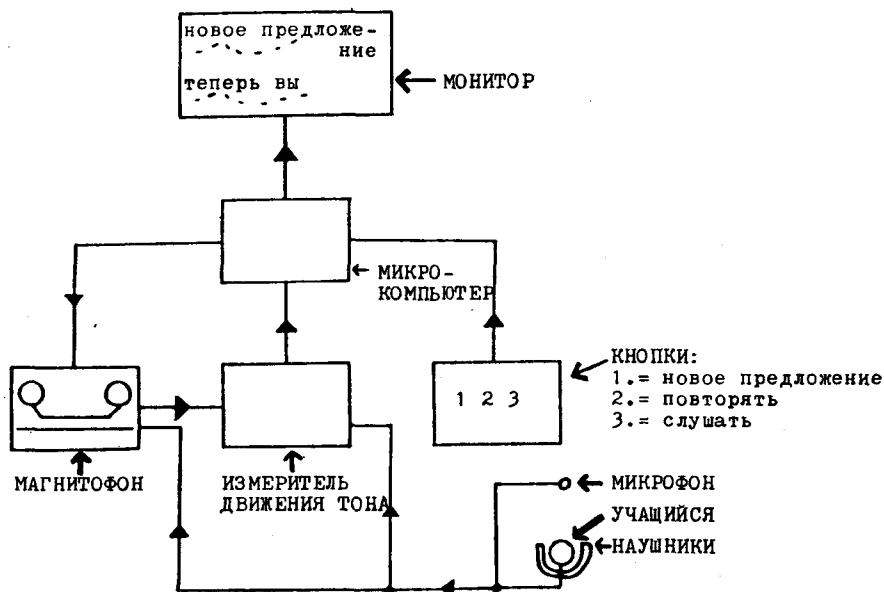 новое предложе-
ние
теперь вы
МОНИТОР
МИКРО-
КОМПЬЮТЕР
1 2 3
КНОПКИ:
1.= новое предложение
2.= повторять
3.= слушать
МАГНИТОФОН
ИЗМЕРИТЕЛЬ
ДВИЖЕНИЯ ТОНА
МИКРОФОН
УЧАЩИЙСЯ
НАУШНИКИ